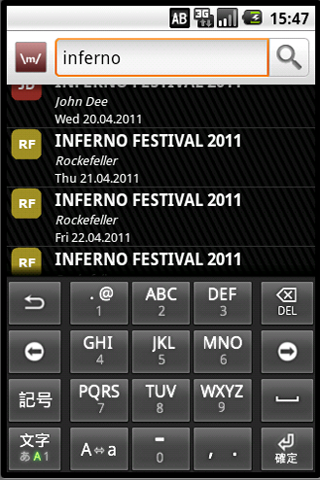 AB 3G 15:47
\m/ inferno
JD INFERNO FESTIVAL 2011
John Dee
Wed 20.04.2011
RF INFERNO FESTIVAL 2011
Rockefeller
Thu 21.04.2011
RF INFERNO FESTIVAL 2011
Rockefeller
Fri 22.04.2011
RF INFERNO FESTIVAL 2011
. @ ABC DEF
1 2 3 DEL
GHI JKL MNO
4 5 6
記号 PQRS TUV WXYZ
7 8 9
文字 A⇔a - , .
あA1 0 確定